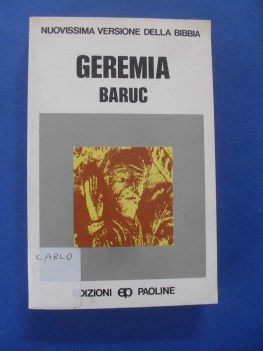 NUOVISSIMA VERSIONE DELLA BIBBIA
GEREMIA
BARUC
CARLO
EDIZIONI ep PAOLINE